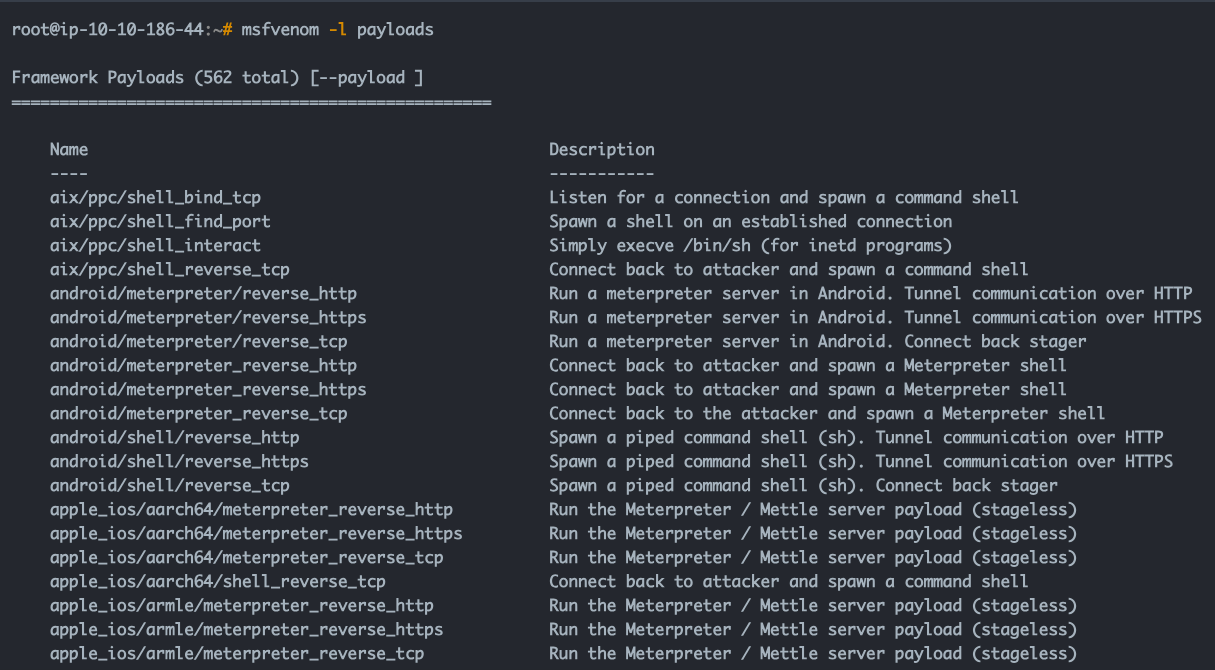 root@ip-10-10-186-44:~# msfvenom -l payloads
Framework Payloads (562 total) [--payload ]
==================================================
Name Description
---- -----------
aix/ppc/shell_bind_tcp Listen for a connection and spawn a command shell
aix/ppc/shell_find_port Spawn a shell on an established connection
aix/ppc/shell_interact Simply execve /bin/sh (for inetd programs)
aix/ppc/shell_reverse_tcp Connect back to attacker and spawn a command shell
android/meterpreter/reverse_http Run a meterpreter server in Android. Tunnel communication over HTTP
android/meterpreter/reverse_https Run a meterpreter server in Android. Tunnel communication over HTTPS
android/meterpreter/reverse_tcp Run a meterpreter server in Android. Connect back stager
android/meterpreter_reverse_http Connect back to attacker and spawn a Meterpreter shell
android/meterpreter_reverse_https Connect back to attacker and spawn a Meterpreter shell
android/meterpreter_reverse_tcp Connect back to the attacker and spawn a Meterpreter shell
android/shell/reverse_http Spawn a piped command shell (sh). Tunnel communication over HTTP
android/shell/reverse_https Spawn a piped command shell (sh). Tunnel communication over HTTPS
android/shell/reverse_tcp Spawn a piped command shell (sh). Connect back stager
apple_ios/aarch64/meterpreter_reverse_http Run the Meterpreter / Mettle server payload (stageless)
apple_ios/aarch64/meterpreter_reverse_https Run the Meterpreter / Mettle server payload (stageless)
apple_ios/aarch64/meterpreter_reverse_tcp Run the Meterpreter / Mettle server payload (stageless)
apple_ios/aarch64/shell_reverse_tcp Connect back to attacker and spawn a command shell
apple_ios/armle/meterpreter_reverse_http Run the Meterpreter / Mettle server payload (stageless)
apple_ios/armle/meterpreter_reverse_https Run the Meterpreter / Mettle server payload (stageless)
apple_ios/armle/meterpreter_reverse_tcp Run the Meterpreter / Mettle server payload (stageless)